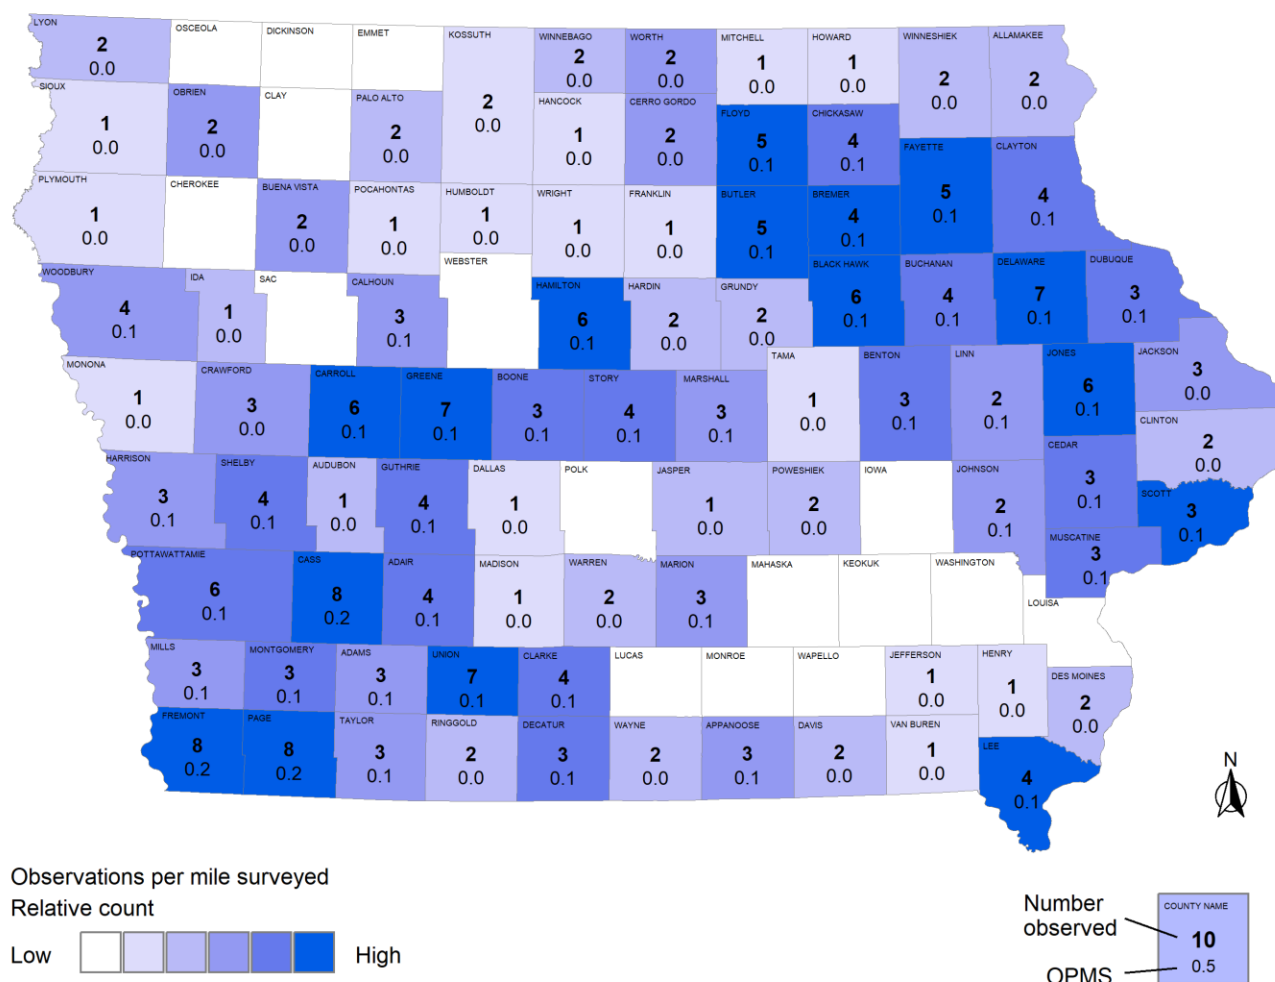 LYON
2
0.0
OSCEOLA
DICKINSON
EMMET
KOSSUTH
2
0.0
WINNEBAGO
2
0.0
WORTH
2
0.0
MITCHELL
1
0.0
HOWARD
1
0.0
WINNESHIEK
2
0.0
ALLAMAKEE
2
0.0
SIOUX
1
0.0
OBRIEN
2
0.0
CLAY
PALO ALTO
2
0.0
HANCOCK
1
0.0
CERRO GORDO
2
0.0
FLOYD
5
0.1
CHICKASAW
4
0.1
FAYETTE
5
0.1
CLAYTON
4
0.1
PLYMOUTH
1
0.0
CHEROKEE
BUENA VISTA
2
0.0
POCAHONTAS
1
0.0
HUMBOLDT
1
0.0
WRIGHT
1
0.0
FRANKLIN
1
0.0
BUTLER
5
0.1
BREMER
4
0.1
WOODBURY
4
0.1
IDA
1
0.0
SAC
CALHOUN
3
0.1
WEBSTER
HAMILTON
6
0.1
HARDIN
2
0.0
GRUNDY
2
0.0
BLACK HAWK
6
0.1
BUCHANAN
4
0.1
DELAWARE
7
0.1
DUBUQUE
3
0.1
MONONA
1
0.0
CRAWFORD
3
0.0
CARROLL
6
0.1
GREENE
7
0.1
BOONE
3
0.1
STORY
4
0.1
MARSHALL
3
0.1
TAMA
1
0.0
BENTON
3
0.1
LINN
2
0.1
JONES
6
0.1
JACKSON
3
0.0
CLINTON
2
0.0
HARRISON
3
0.1
SHELBY
4
0.1
AUDUBON
1
0.0
GUTHRIE
4
0.1
DALLAS
1
0.0
POLK
JASPER
1
0.0
POWESHIEK
2
0.0
IOWA
JOHNSON
2
0.1
CEDAR
3
0.1
SCOTT
3
0.1
MUSCATINE
3
0.1
POTTAWATTAMIE
6
0.1
CASS
8
0.2
ADAIR
4
0.1
MADISON
1
0.0
WARREN
2
0.0
MARION
3
0.1
MAHASKA
KEOKUK
WASHINGTON
LOUISA
MILLS
3
0.1
MONTGOMERY
3
0.1
ADAMS
3
0.1
UNION
7
0.1
CLARKE
4
0.1
LUCAS
MONROE
WAPELLO
JEFFERSON
1
0.0
HENRY
1
0.0
DES MOINES
2
0.0
FREMONT
8
0.2
PAGE
8
0.2
TAYLOR
3
0.1
RINGGOLD
2
0.0
DECATUR
3
0.1
WAYNE
2
0.0
APPANOOSE
3
0.1
DAVIS
2
0.0
VAN BUREN
1
0.0
LEE
4
0.1
N
Observations per mile surveyed
Relative count
Low
High
Number
observed
OPMS
COUNTY NAME
10
0.5